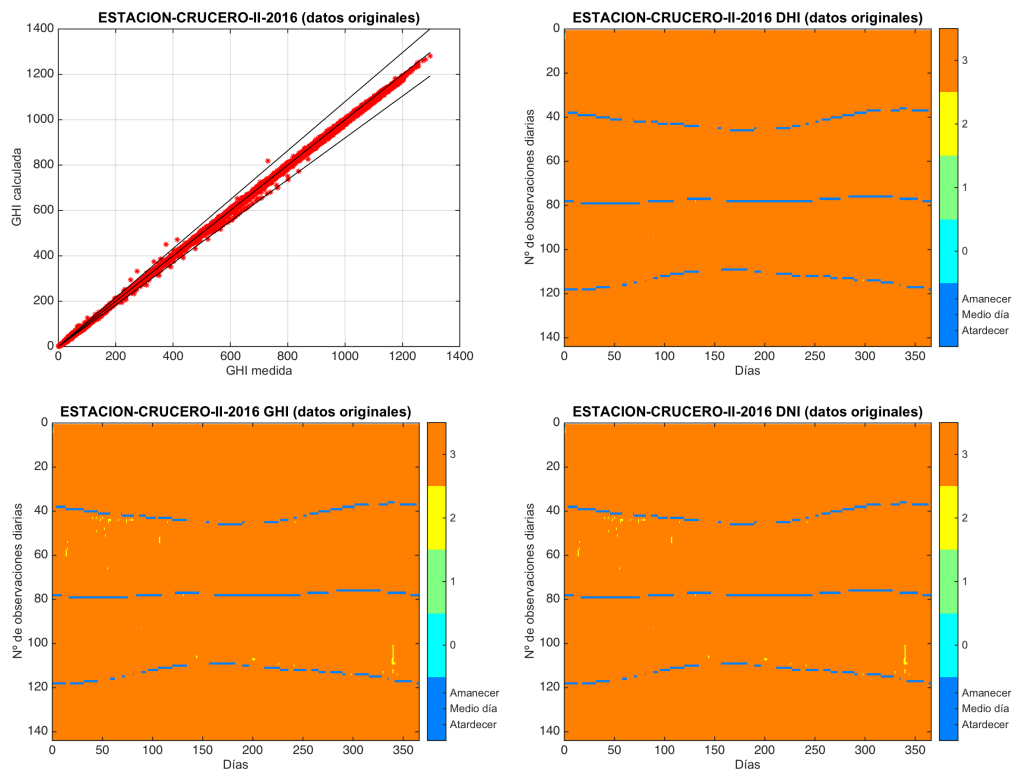 ESTACION-CRUCERO-II-2016 (datos originales)
1400
1200
1000
800
600
400
200
0
GHI calculada
0 200 400 600 800 1000 1200 1400
GHI medida
ESTACION-CRUCERO-II-2016 DHI (datos originales)
0
20
40
60
80
100
120
140
Nº de observaciones diarias
0 50 100 150 200 250 300 350
Días
3
2
1
0
Amanecer
Medio día
Atardecer
ESTACION-CRUCERO-II-2016 GHI (datos originales)
0
20
40
60
80
100
120
140
Nº de observaciones diarias
0 50 100 150 200 250 300 350
Días
3
2
1
0
Amanecer
Medio día
Atardecer
ESTACION-CRUCERO-II-2016 DNI (datos originales)
0
20
40
60
80
100
120
140
Nº de observaciones diarias
0 50 100 150 200 250 300 350
Días
3
2
1
0
Amanecer
Medio día
Atardecer